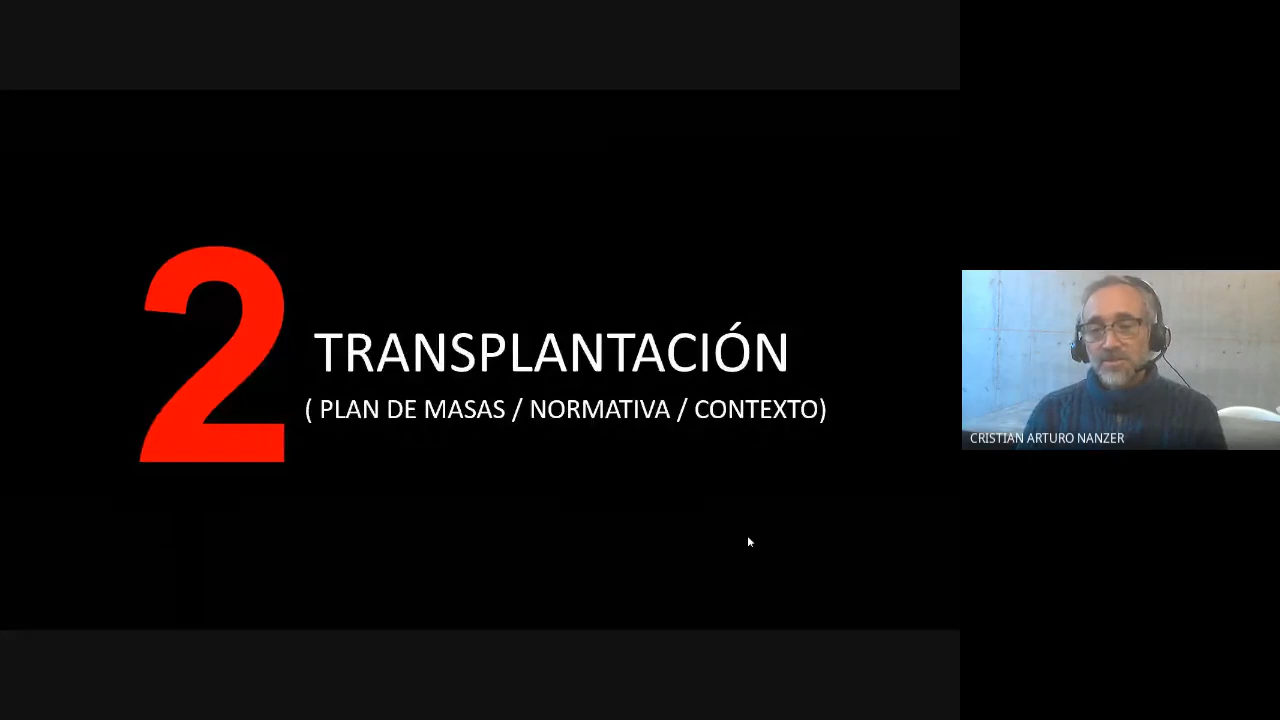 2
TRANSPLANTACIÓN
( PLAN DE MASAS / NORMATIVA / CONTEXTO)
CRISTIAN ARTURO NANZER